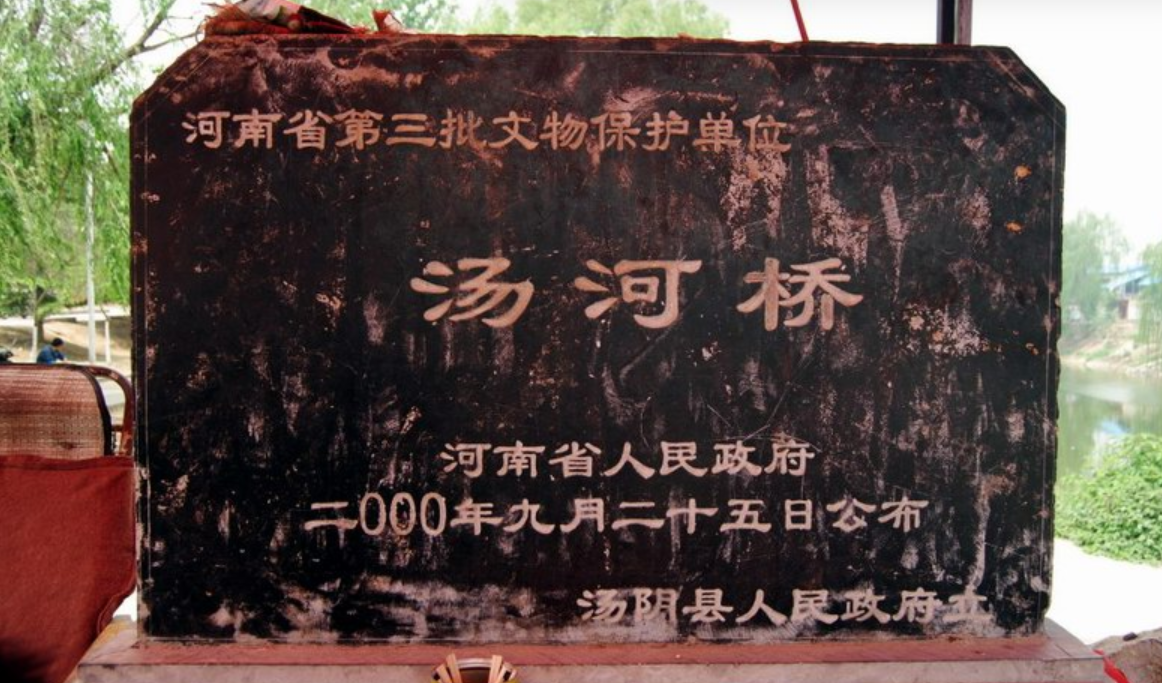 河南省第三批文物保护单位
汤河桥
河南省人民政府
二000年九月二十五日公布
汤阴县人民政府立